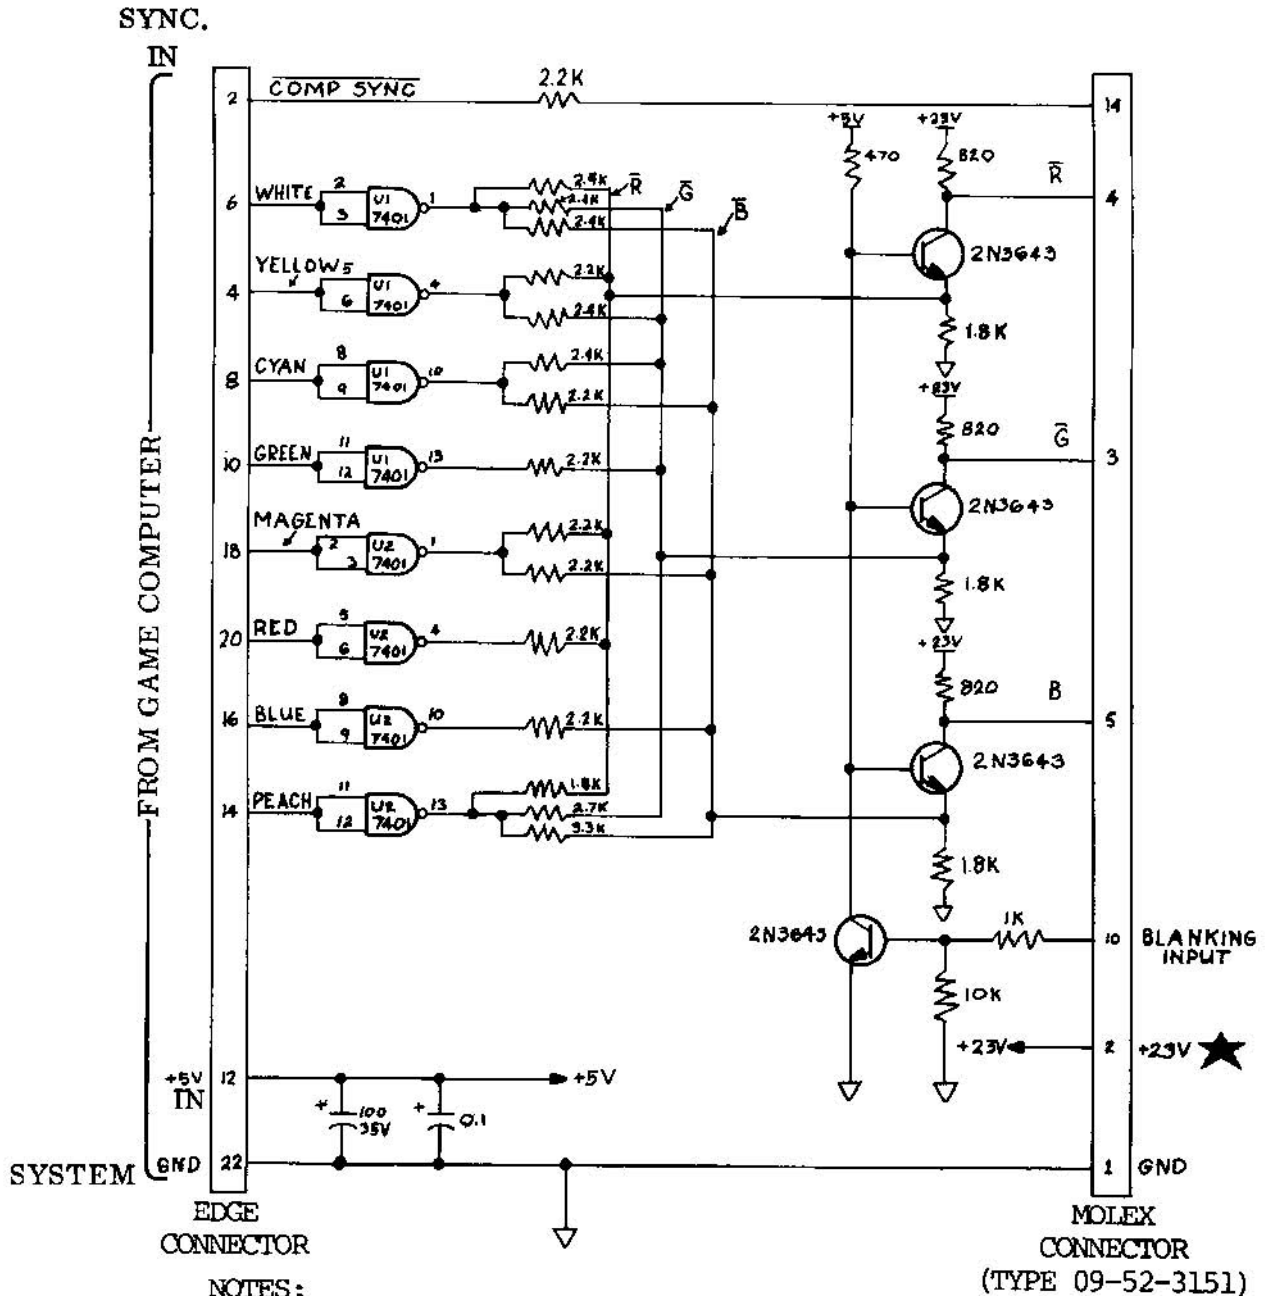 SYNC.
IN
2 COMP SYNC 2.2K 14
+5V +23V
470 820 R
2 2.4K R G B
6 WHITE U1 7401 1 2.4K 4
3 2.4K
2N3643
YELLOW 5 2.2K
4 U1 7401 4
6 2.4K 1.8K
8 2.4K
8 CYAN U1 7401 10
9 2.2K +23V
820 G
11
10 GREEN U1 7401 13 2.2K 3
12
2N3643
MAGENTA 2.2K
18 2 U2 7401 1
3 2.2K 1.8K
5
20 RED U2 7401 4 2.2K +23V
6
820 B
8
16 BLUE U2 7401 10 2.2K 5
9
2N3643
11 1.8K
14 PEACH U2 7401 13 2.7K
12 3.3K
1.8K
FROM GAME COMPUTER
2N3643 1K 10 BLANKING
INPUT
10K
+23V 2 +23V
+5V 12 +5V
IN
+ 100 + 0.1
35V
SYSTEM GND 22 1 GND
EDGE
CONNECTOR
MOLEX
CONNECTOR
(TYPE 09-52-3151)
NOTES: